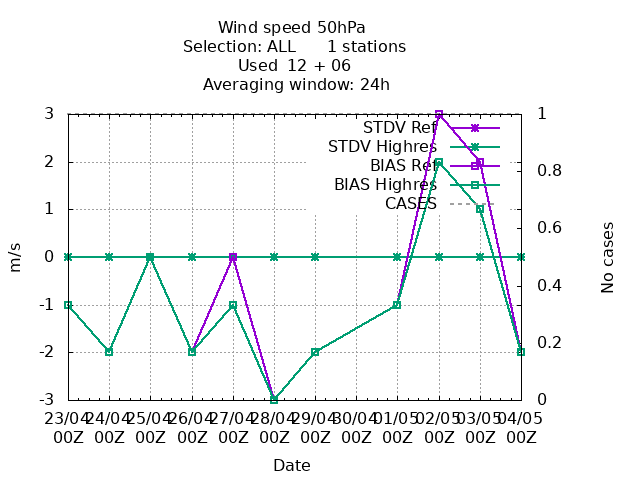 Wind speed 50hPa
Selection: ALL 1 stations
Used 12 + 06
Averaging window: 24h
3
2
1
0
-1
-2
-3
m/s
1
0.8
0.6
0.4
0.2
0
No cases
STDV Ref
STDV Highres
BIAS Ref
BIAS Highres
CASES
23/04 24/04 25/04 26/04 27/04 28/04 29/04 30/04 01/05 02/05 03/05 04/05
00Z 00Z 00Z 00Z 00Z 00Z 00Z 00Z 00Z 00Z 00Z 00Z
Date